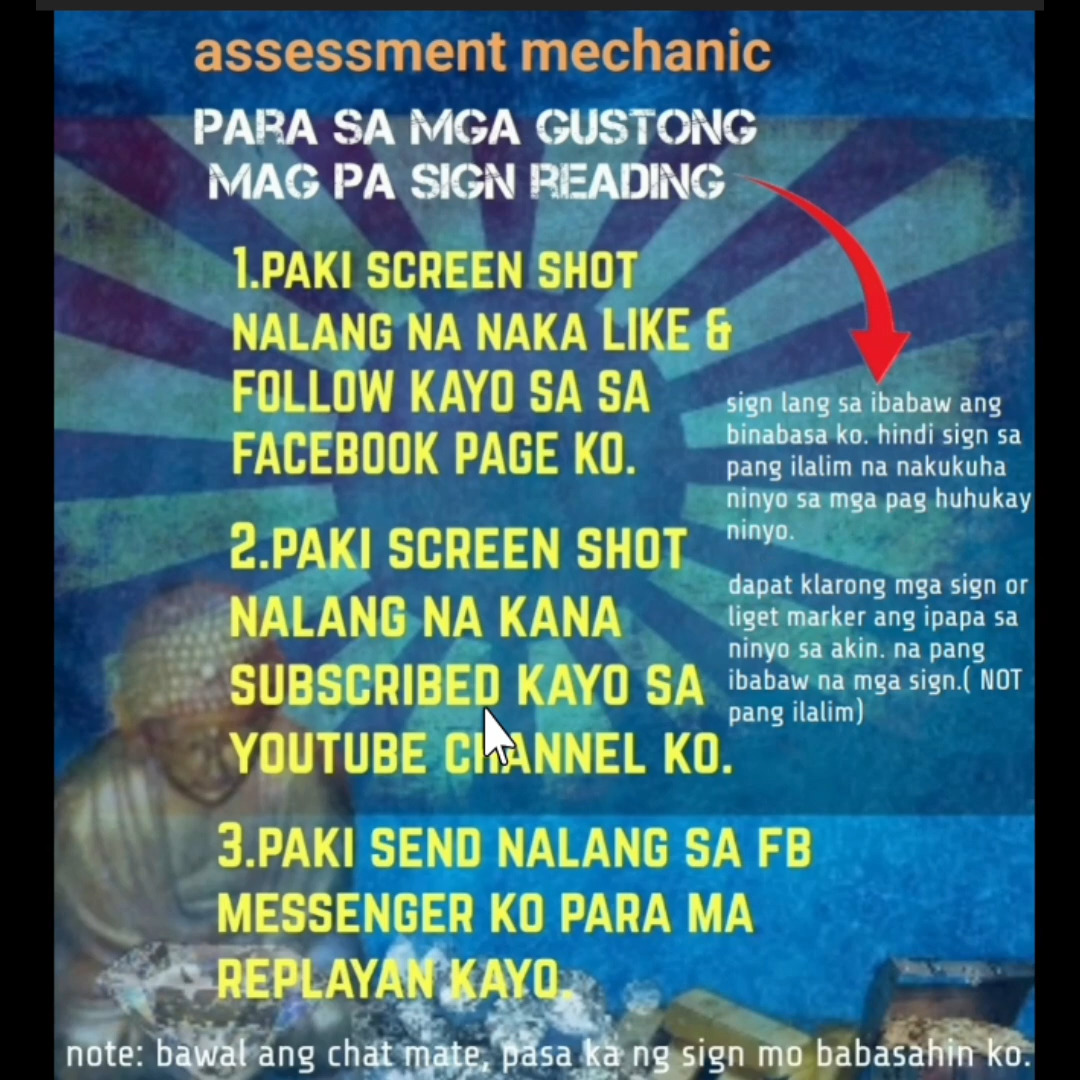 assessment mechanic
PARA SA MGA GUSTONG
MAG PA SIGN READING
1.PAKI SCREEN SHOT
NALANG NA NAKA LIKE &
FOLLOW KAYO SA SA
FACEBOOK PAGE KO.
2.PAKI SCREEN SHOT
NALANG NA KANA
SUBSCRIBED KAYO SA
YOUTUBE CHANNEL KO.
3.PAKI SEND NALANG SA FB
MESSENGER KO PARA MA
REPLAYAN KAYO.
sign lang sa ibabaw ang
binabasa ko. hindi sign sa
pang ilalim na nakukuha
ninyo sa mga pag huhukay
ninyo.
dapat klarong mga sign or
liget marker ang ipapa sa
ninyo sa akin. na pang
ibabaw na mga sign.( NOT
pang ilalim)
note: bawal ang chat mate, pasa ka ng sign mo babasahin ko.